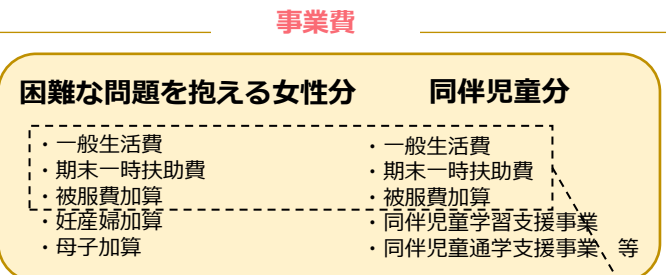 事業費
困難な問題を抱える女性分
・一般生活費
・期末一時扶助費
・被服費加算
・妊産婦加算
・母子加算
同伴児童分
・一般生活費
・期末一時扶助費
・被服費加算
・同伴児童学習支援事業
・同伴児童通学支援事業 等